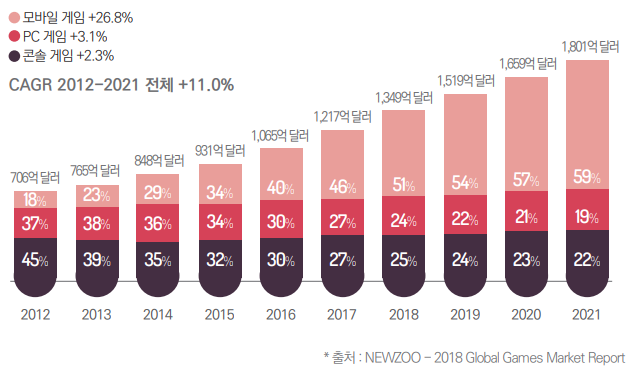 모바일 게임 +26.8%
PC 게임 +3.1%
콘솔 게임 +2.3%
CAGR 2012-2021 전체 +11.0%
706억 달러 765억 달러 848억 달러 931억 달러 1,065억 달러 1,217억 달러 1,349억 달러 1,519억 달러 1,659억 달러 1,801억 달러
18% 23% 29% 34% 40% 46% 51% 54% 57% 59%
37% 38% 36% 34% 30% 27% 24% 22% 21% 19%
45% 39% 35% 32% 30% 27% 25% 24% 23% 22%
2012 2013 2014 2015 2016 2017 2018 2019 2020 2021
* 출처 : NEWZOO - 2018 Global Games Market Report